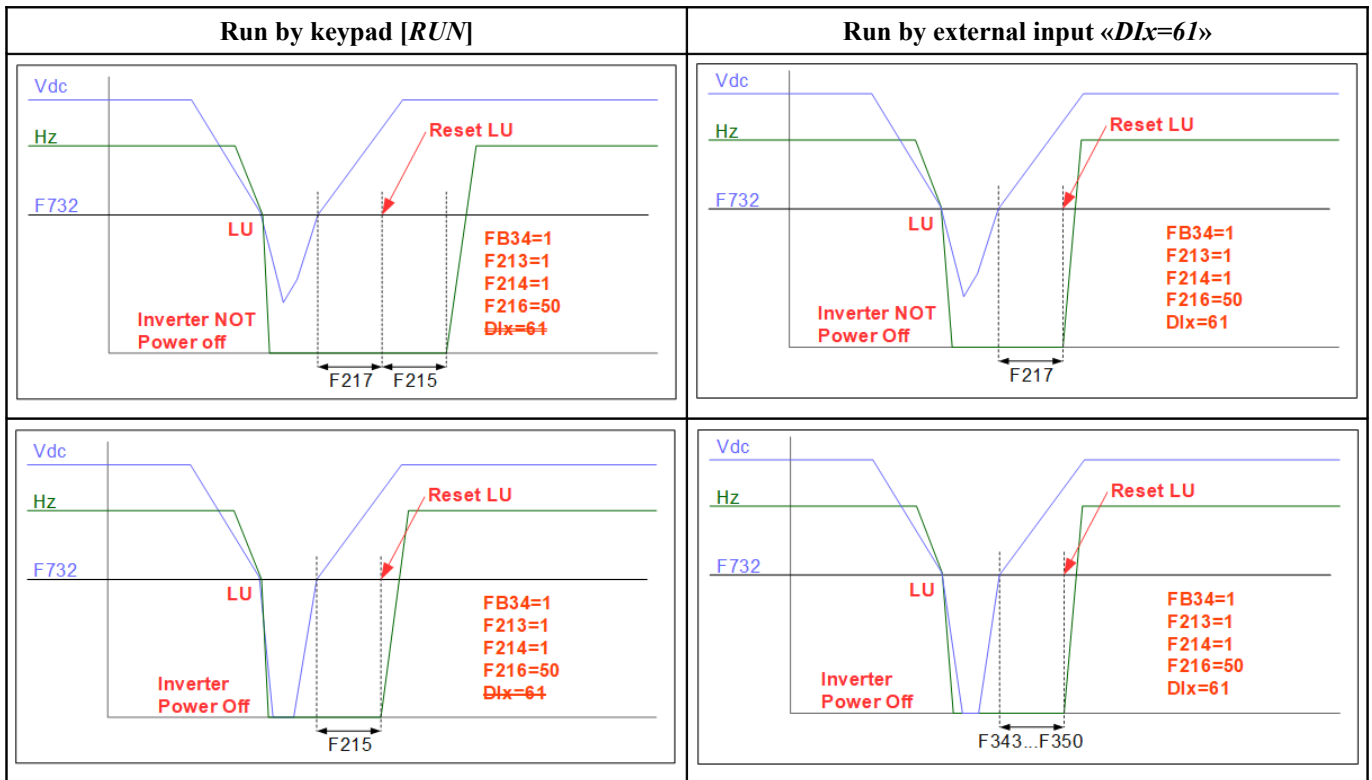 Run by keypad [RUN]
Run by external input «DIx=61»
Vdc
Hz
Reset LU
F732
LU
FB34=1
F213=1
F214=1
F216=50
DIx=61
Inverter NOT
Power off
F217
F215
Vdc
Hz
Reset LU
F732
LU
FB34=1
F213=1
F214=1
F216=50
DIx=61
Inverter NOT
Power Off
F217
Vdc
Hz
Reset LU
F732
LU
FB34=1
F213=1
F214=1
F216=50
DIx=61
Inverter
Power Off
F215
Vdc
Hz
Reset LU
F732
LU
FB34=1
F213=1
F214=1
F216=50
DIx=61
Inverter
Power Off
F343...F350